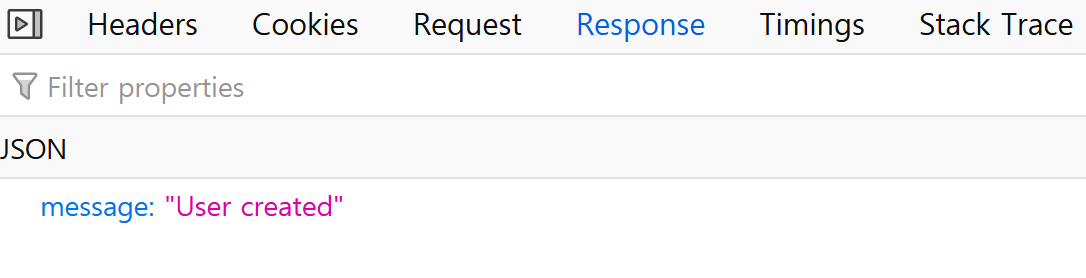 Headers Cookies Request Response Timings Stack Trace
Filter properties
JSON
message: "User created"